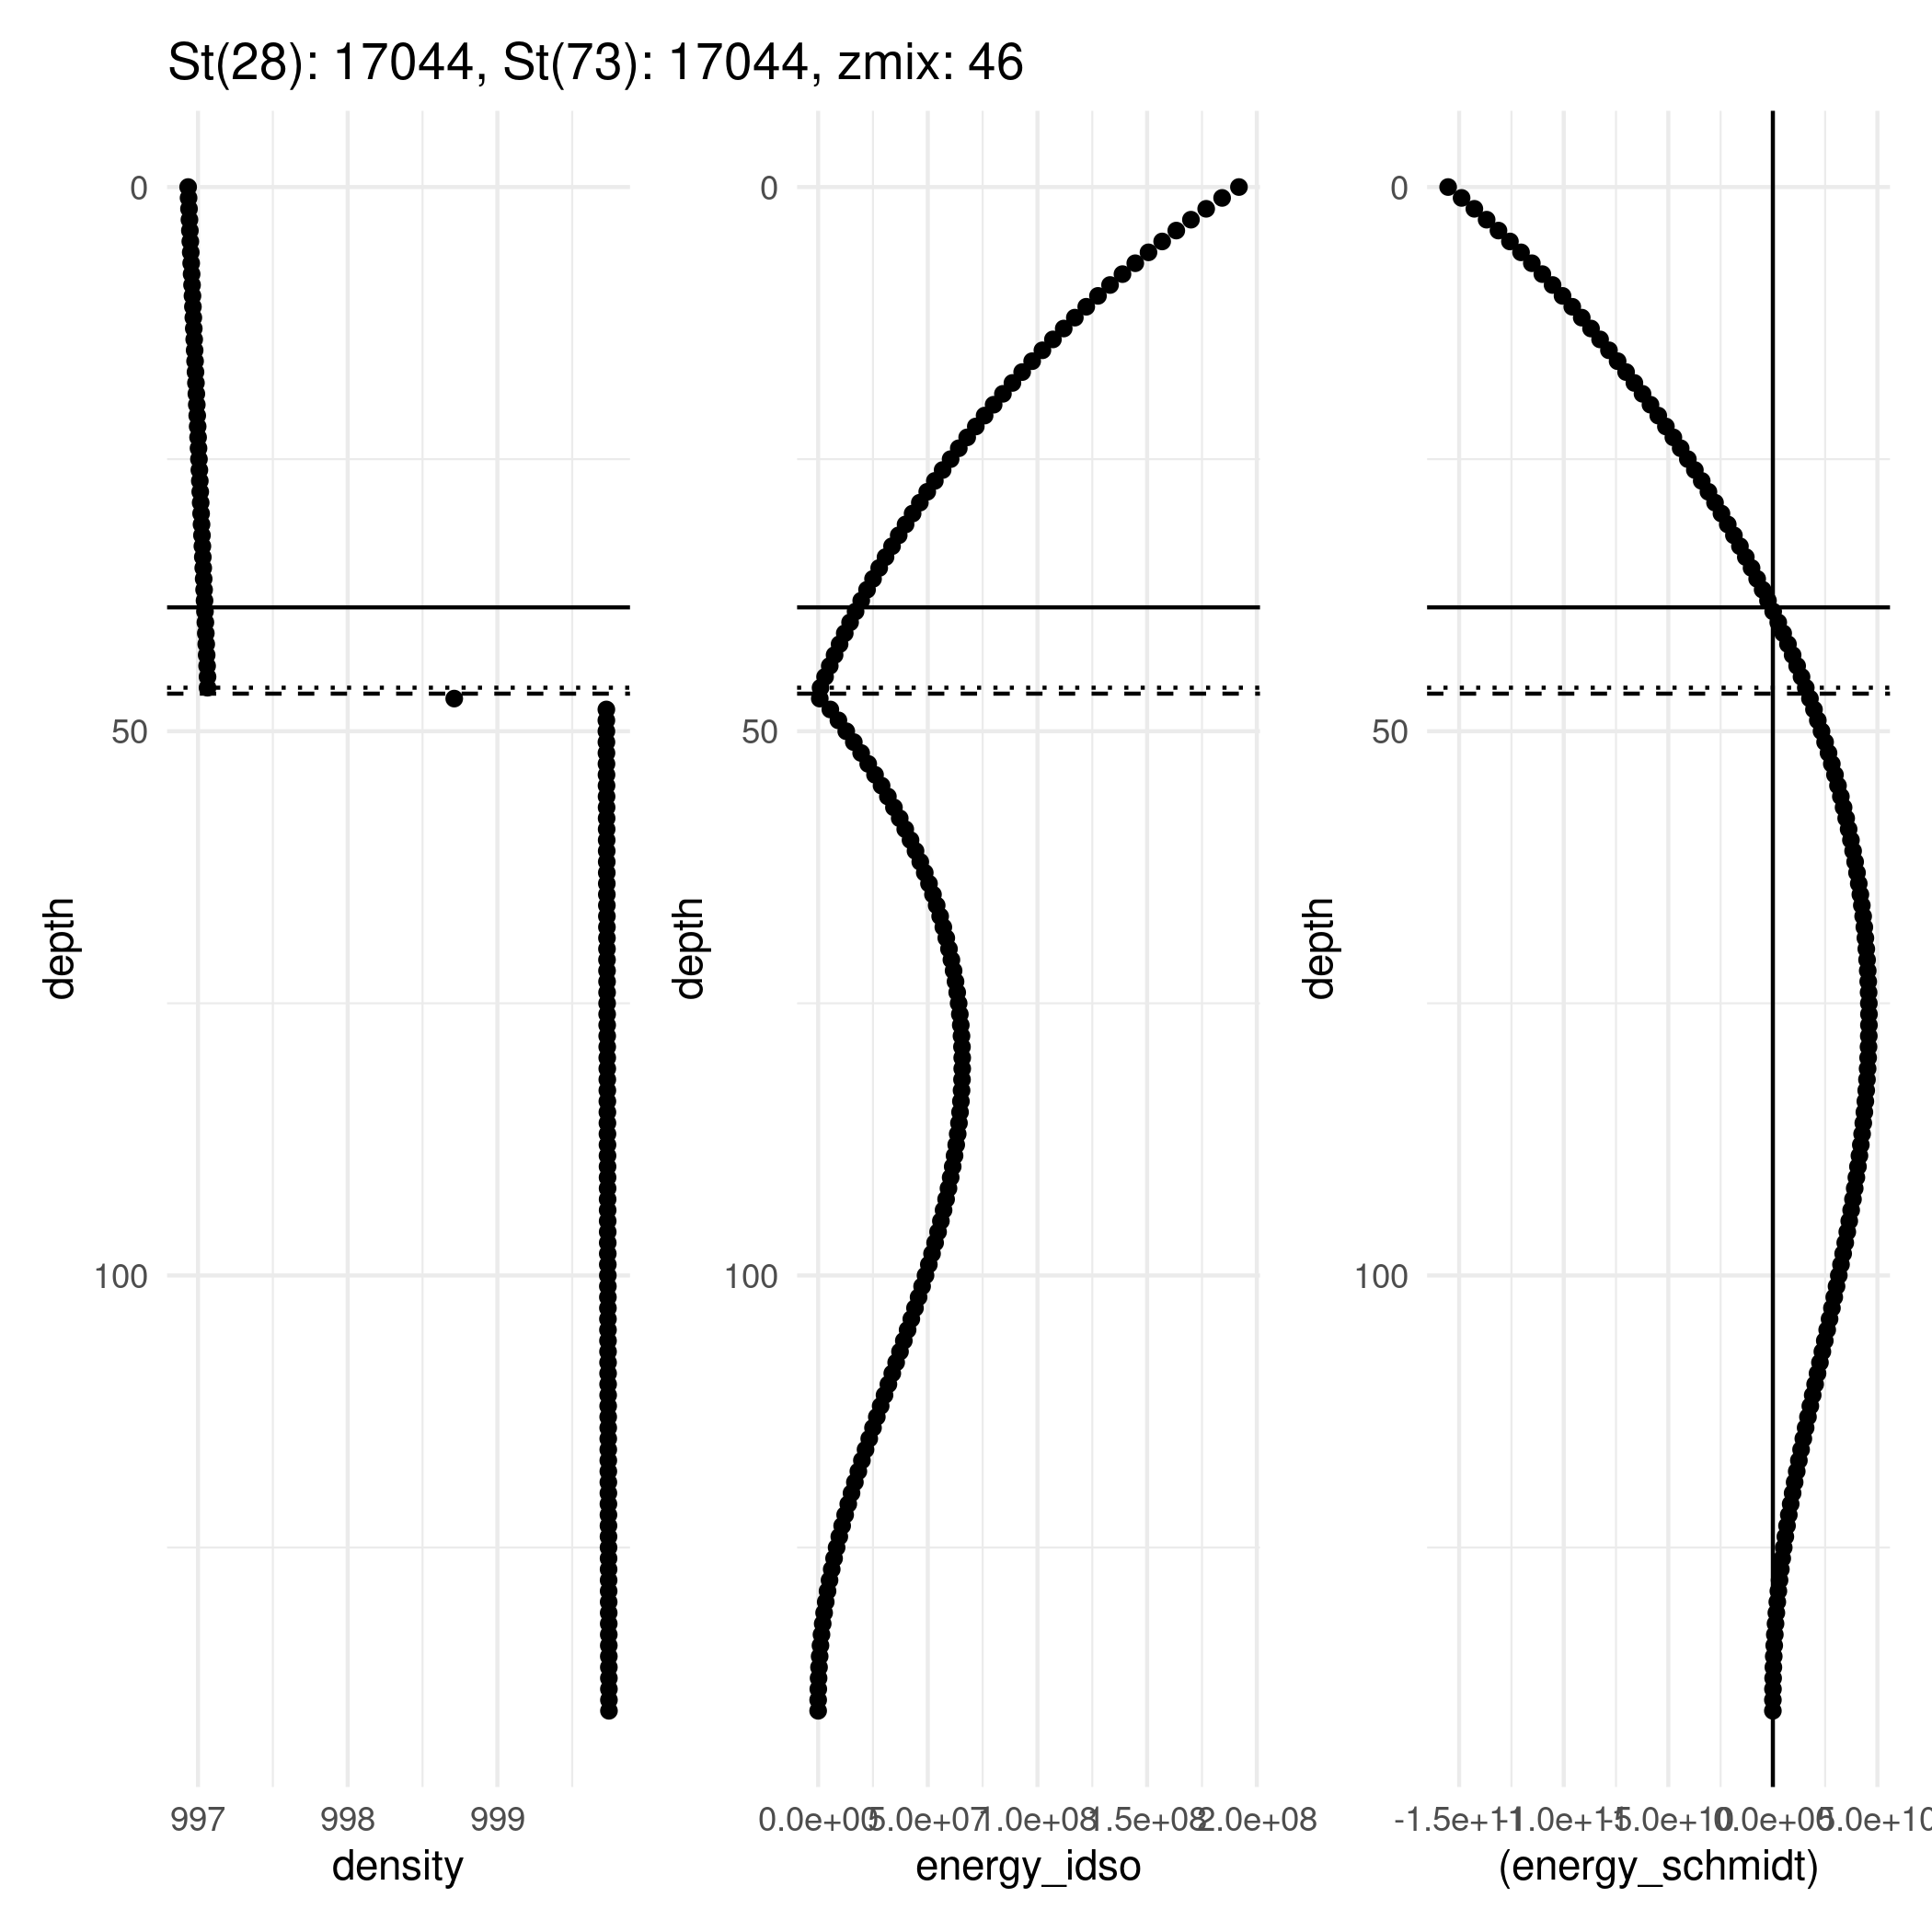 St(28): 17044, St(73): 17044, zmix: 46
0
50
100
depth
997 998 999
density
0
50
100
depth
0.0e+00 5.0e+07 1.0e+08 1.5e+08 2.0e+08
energy_idso
0
50
100
depth
-1.5e+11 -1.0e+11 -5.0e+10 0.0e+00 5.0e+10
(energy_schmidt)